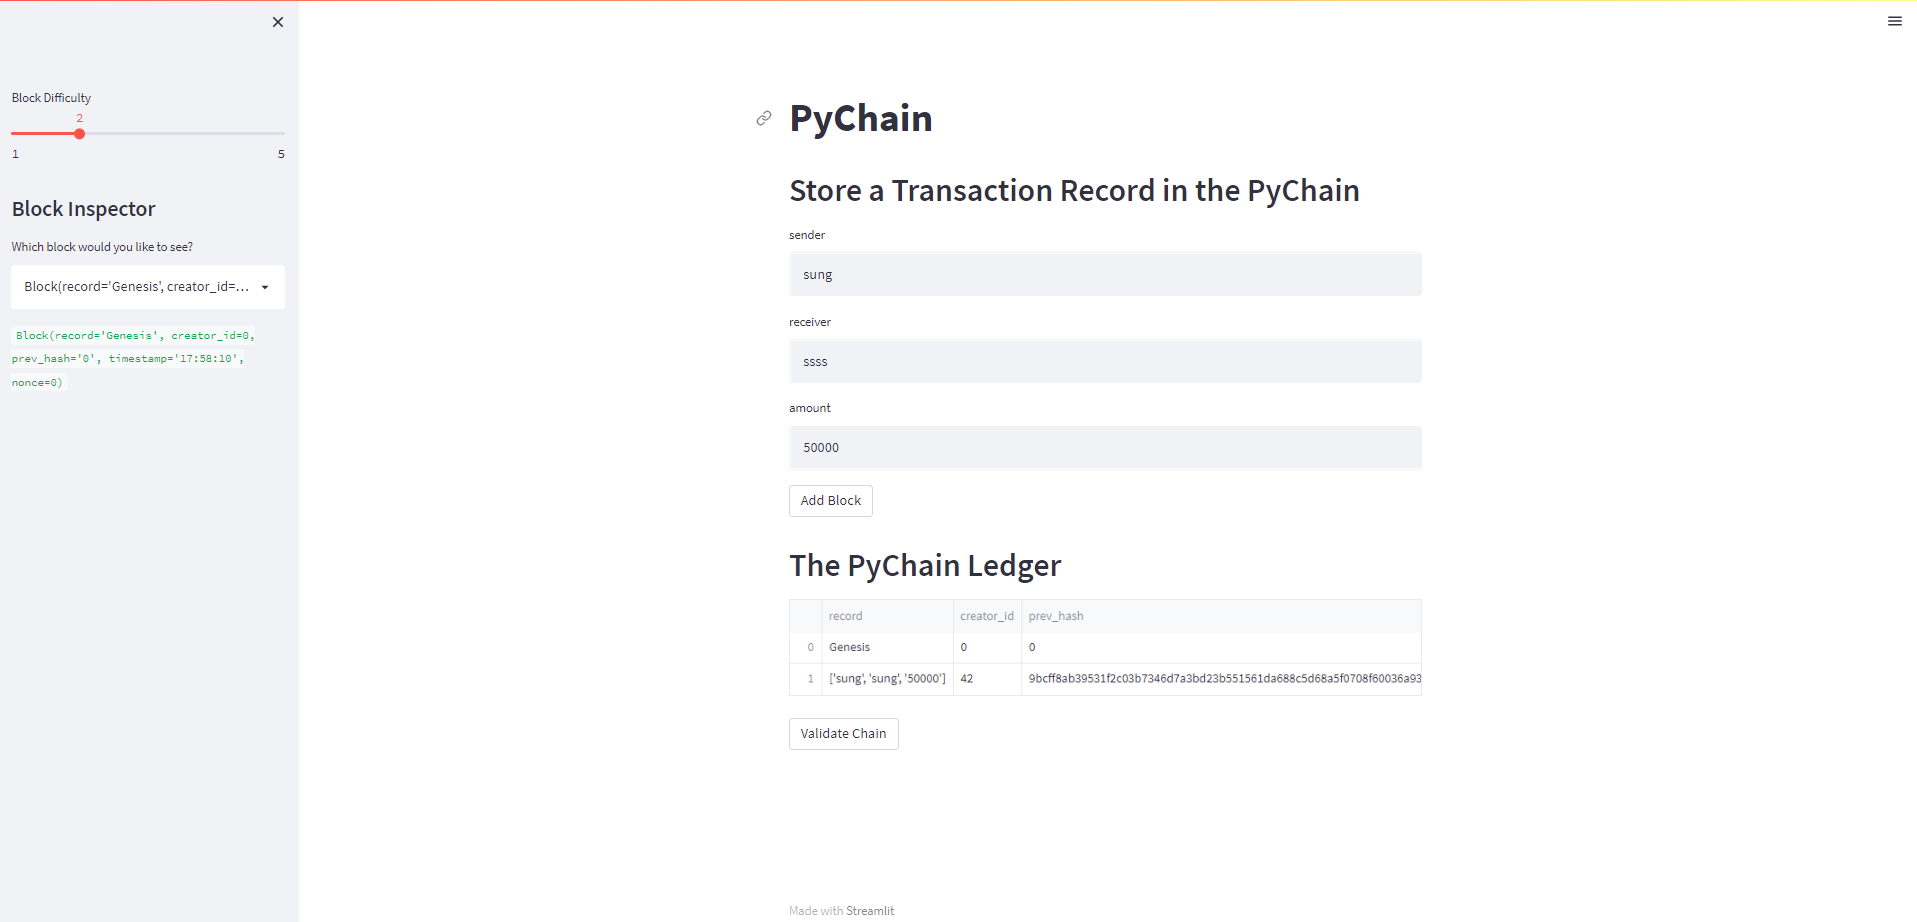 Block Difficulty
2
1 5
Block Inspector
Which block would you like to see?
Block(record='Genesis', creator_id=...
Block(record='Genesis', creator_id=0,
prev_hash='0', timestamp='17:58:10',
nonce=0)
PyChain
Store a Transaction Record in the PyChain
sender
sung
receiver
ssss
amount
50000
Add Block
The PyChain Ledger
record creator_id prev_hash
0 Genesis 0 0
1 ['sung', 'sung', '50000'] 42 9bcff8ab39531f2c03b7346d7a3bd23b551561da688c5d68a5f0708f60036a93
Validate Chain
Made with Streamlit